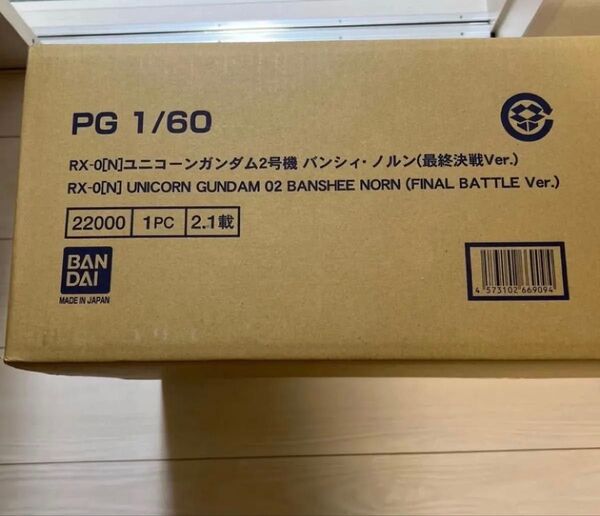 PG 1/60
RX-0[N]ユニコーンガンダム2号機 バンシィ・ノルン(最終決戦Ver.)
RX-0[N] UNICORN GUNDAM 02 BANSHEE NORN (FINAL BATTLE Ver.)
22000 1PC 2.1載
BAN
DAI
MADE IN JAPAN
4 573102 669094